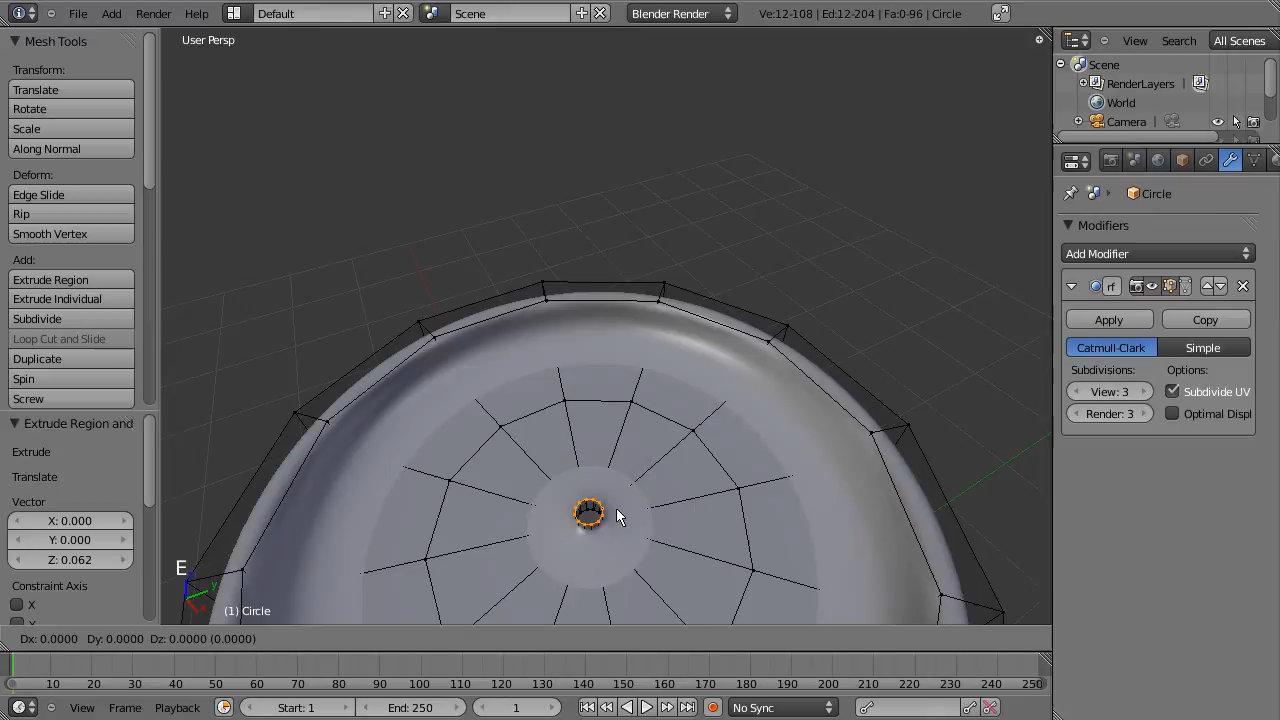 File Add Render Help Default Scene Blender Render Ve:12-108 | Ed:12-204 | Fa:0-96 | Circle
Mesh Tools
Transform:
Translate
Rotate
Scale
Along Normal
Deform:
Edge Slide
Rip
Smooth Vertex
Add:
Extrude Region
Extrude Individual
Subdivide
Loop Cut and Slide
Duplicate
Spin
Screw
Extrude Region and
Extrude
Translate
Vector
X: 0.000
Y: 0.000
Z: 0.062
Constraint Axis
X
User Persp
E
y
(1) Circle
Dx: 0.0000 Dy: 0.0000 Dz: 0.0000 (0.0000)
View Search All Scenes
Scene
RenderLayers |
World
Camera |
Circle
Modifiers
Add Modifier
rf
Apply Copy
Catmull-Clark Simple
Subdivisions: Options:
View: 3 Subdivide UV
Render: 3 Optimal Displ
10 20 30 40 50 60 70 80 90 100 110 120 130 140 150 160 170 180 190 200 210 220 230 240 250
View Frame Playback Start: 1 End: 250 1 No Sync